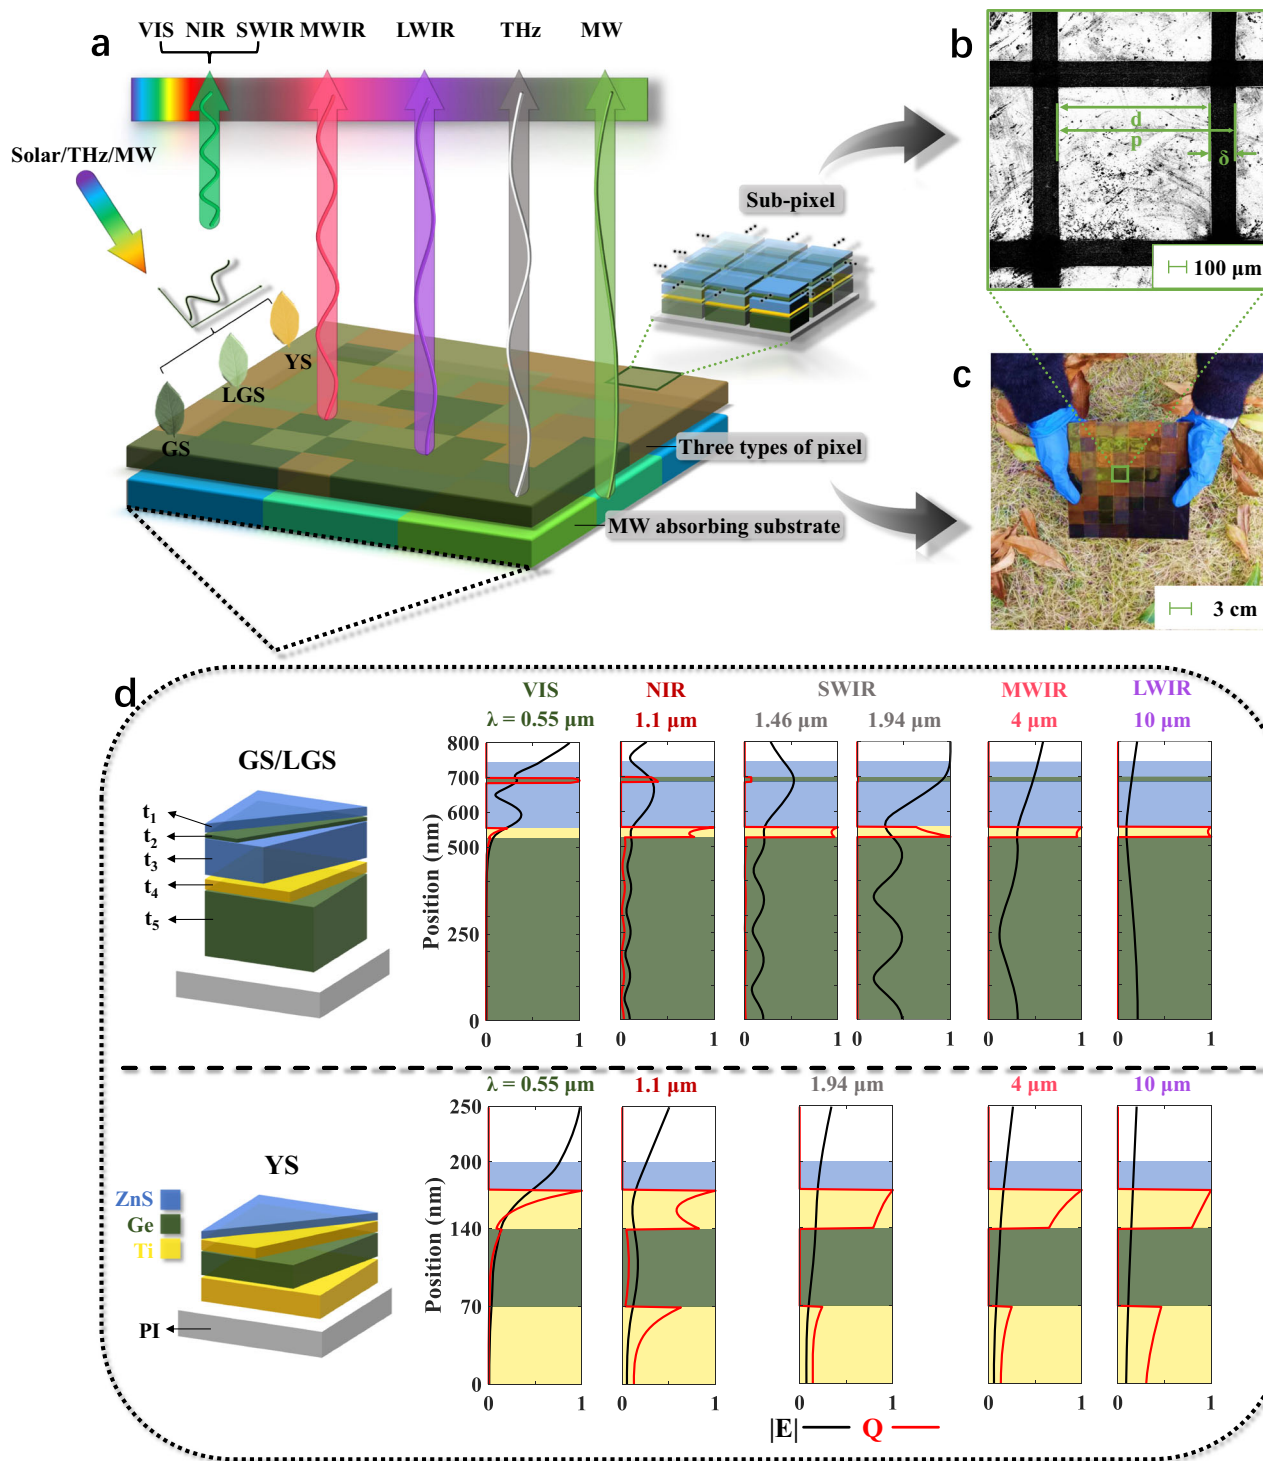 a
VIS NIR SWIR MWIR LWIR THz MW
Solar/THz/MW
YS
LGS
GS
Sub-pixel
Three types of pixel
MW absorbing substrate
b
d
p
δ
100 μm
c
3 cm
d
VIS NIR SWIR MWIR LWIR
λ = 0.55 μm 1.1 μm 1.46 μm 1.94 μm 4 μm 10 μm
GS/LGS
t1
t2
t3
t4
t5
Position (nm)
800
700
600
500
250
0
0 1 0 1 0 1 0 1 0 1 0 1
λ = 0.55 μm 1.1 μm 1.94 μm 4 μm 10 μm
YS
ZnS
Ge
Ti
PI
Position (nm)
250
200
140
70
0
0 1 0 1 0 1 0 1 0 1
|E| Q